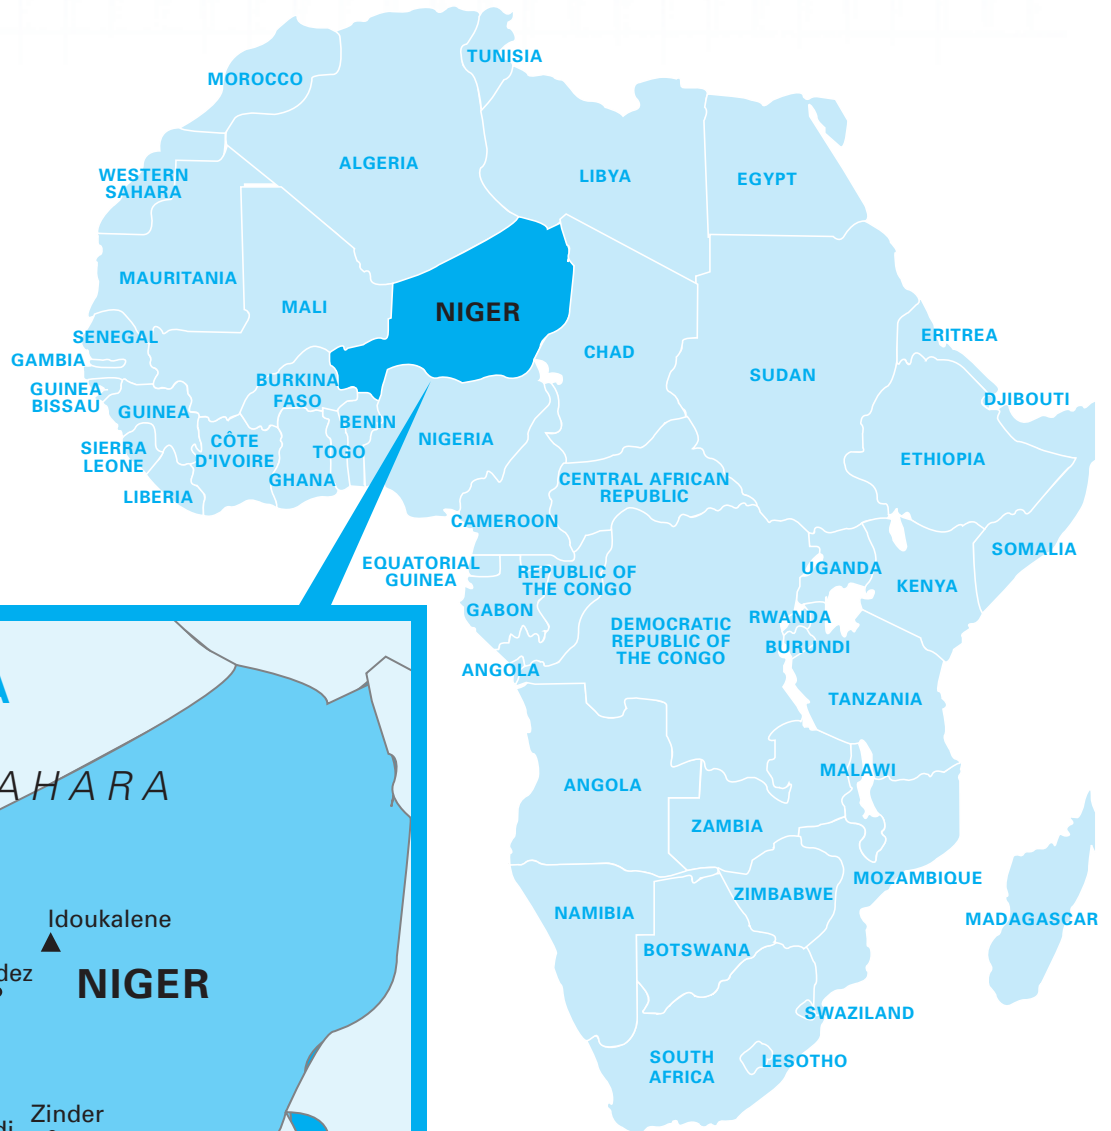 TUNISIA
MOROCCO
ALGERIA
LIBYA
EGYPT
WESTERN
SAHARA
MAURITANIA
MALI
NIGER
CHAD
SUDAN
ERITREA
SENEGAL
GAMBIA
GUINEA
BISSAU
GUINEA
BURKINA
FASO
BENIN
NIGERIA
DJIBOUTI
SIERRA
LEONE
CÔTE
D'IVOIRE
TOGO
GHANA
LIBERIA
ETHIOPIA
CENTRAL AFRICAN
REPUBLIC
CAMEROON
SOMALIA
EQUATORIAL
GUINEA
REPUBLIC OF
THE CONGO
UGANDA
KENYA
GABON
DEMOCRATIC
REPUBLIC OF
THE CONGO
RWANDA
BURUNDI
ANGOLA
TANZANIA
ANGOLA
MALAWI
ZAMBIA
MOZAMBIQUE
ZIMBABWE
NAMIBIA
MADAGASCAR
BOTSWANA
SWAZILAND
SOUTH
AFRICA
LESOTHO
A
AHARA
Idoukalene
dez
NIGER
Zinder
di